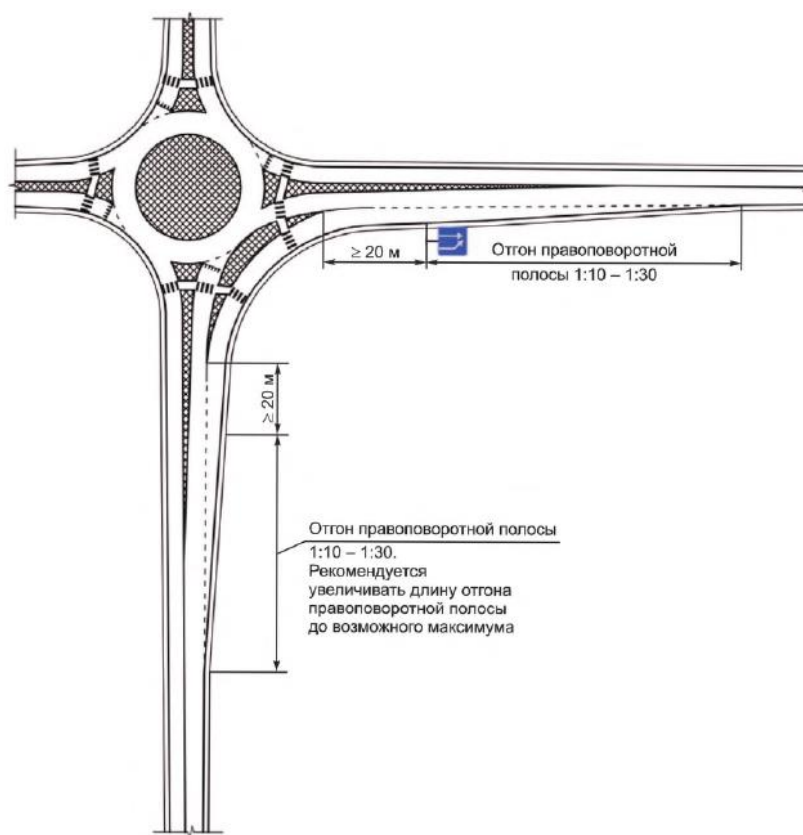 ≥ 20 м
Отгон правоповоротной
полосы 1:10 – 1:30
≥ 20 м
Отгон правоповоротной полосы
1:10 – 1:30.
Рекомендуется
увеличивать длину отгона
правоповоротной полосы
до возможного максимума